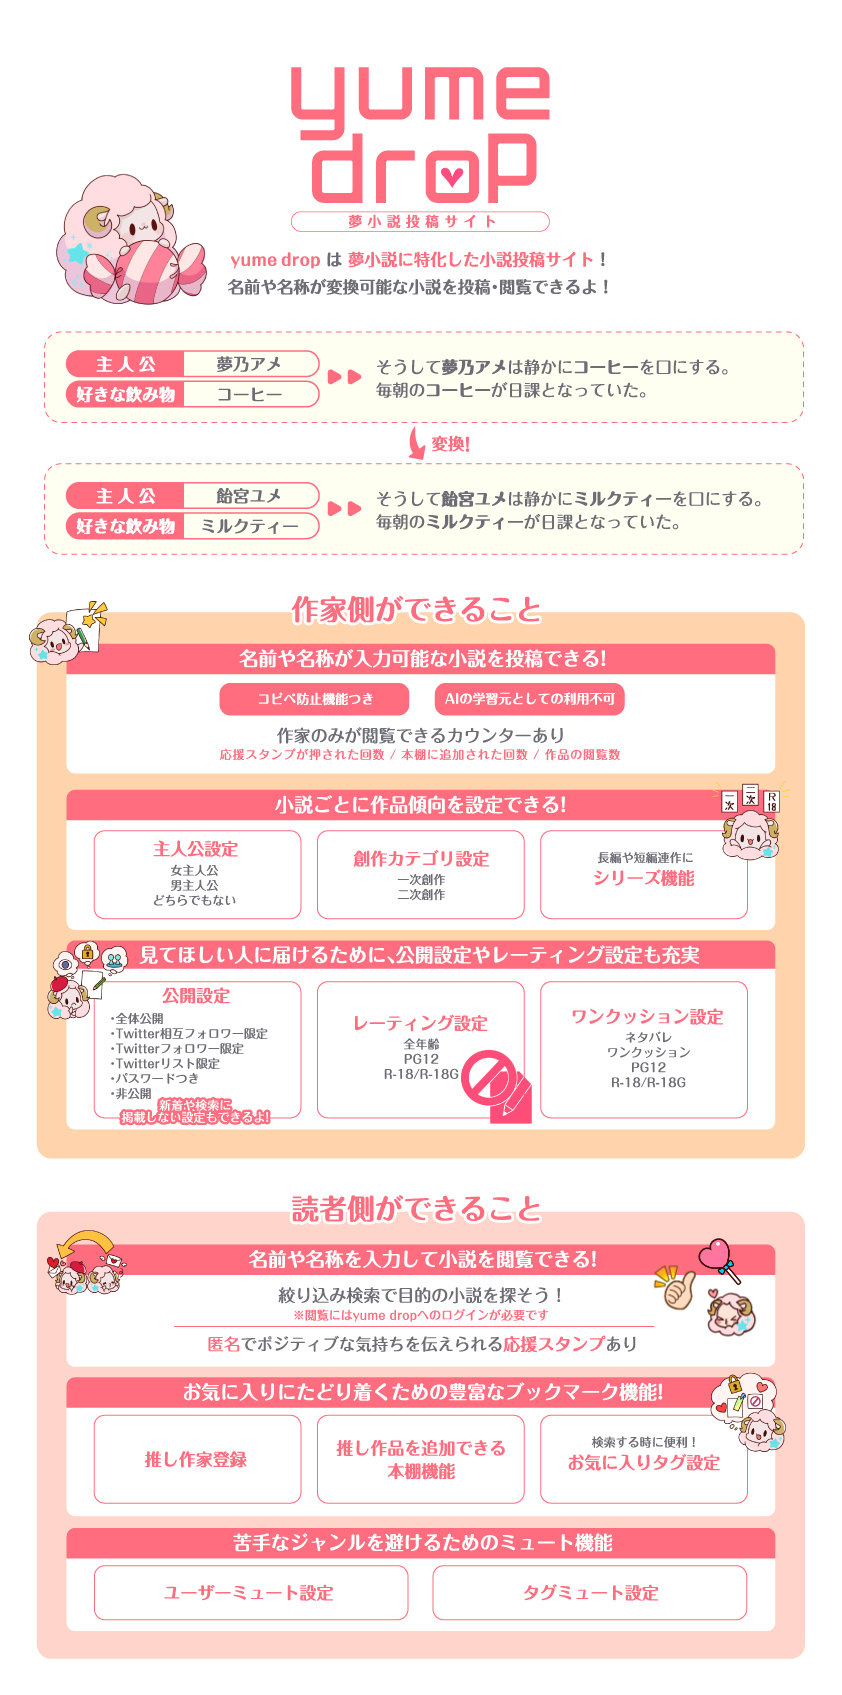 yume
drop
夢小説投稿サイト
yume drop は 夢小説に特化した小説投稿サイト！
名前や名称が変換可能な小説を投稿・閲覧できるよ！
主人公 夢乃アメ
好きな飲み物 コーヒー
そうして夢乃アメは静かにコーヒーを口にする。
毎朝のコーヒーが日課となっていた。
変換!
主人公 飴宮ユメ
好きな飲み物 ミルクティー
そうして飴宮ユメは静かにミルクティーを口にする。
毎朝のミルクティーが日課となっていた。
作家側ができること
名前や名称が入力可能な小説を投稿できる!
コピペ防止機能つき
AIの学習元としての利用不可
作家のみが閲覧できるカウンターあり
応援スタンプが押された回数 / 本棚に追加された回数 / 作品の閲覧数
一次
二次
R18
小説ごとに作品傾向を設定できる!
主人公設定
女主人公
男主人公
どちらでもない
創作カテゴリ設定
一次創作
二次創作
長編や短編連作に
シリーズ機能
見てほしい人に届けるために、公開設定やレーティング設定も充実
公開設定
・全体公開
・Twitter相互フォロワー限定
・Twitterフォロワー限定
・Twitterリスト限定
・パスワードつき
・非公開
新着や検索に
掲載しない設定もできるよ!
レーティング設定
全年齢
PG12
R-18/R-18G
ワンクッション設定
ネタバレ
ワンクッション
PG12
R-18/R-18G
読者側ができること
名前や名称を入力して小説を閲覧できる!
絞り込み検索で目的の小説を探そう！
※閲覧にはyume dropへのログインが必要です
匿名でポジティブな気持ちを伝えられる応援スタンプあり
お気に入りにたどり着くための豊富なブックマーク機能!
推し作家登録
推し作品を追加できる
本棚機能
検索する時に便利！
お気に入りタグ設定
苦手なジャンルを避けるためのミュート機能
ユーザーミュート設定
タグミュート設定